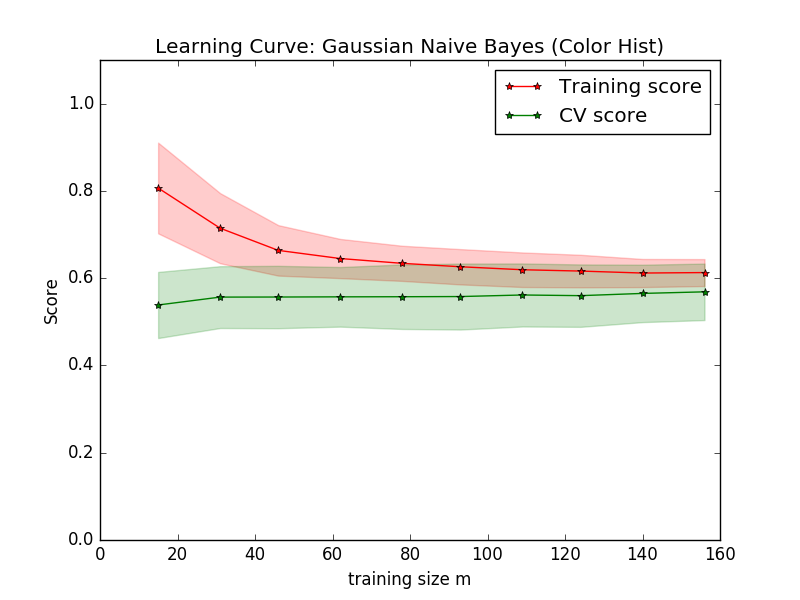 Learning Curve: Gaussian Naive Bayes (Color Hist)
Training score
CV score
1.0
0.8
0.6
0.4
0.2
0.0
Score
0 20 40 60 80 100 120 140 160
training size m